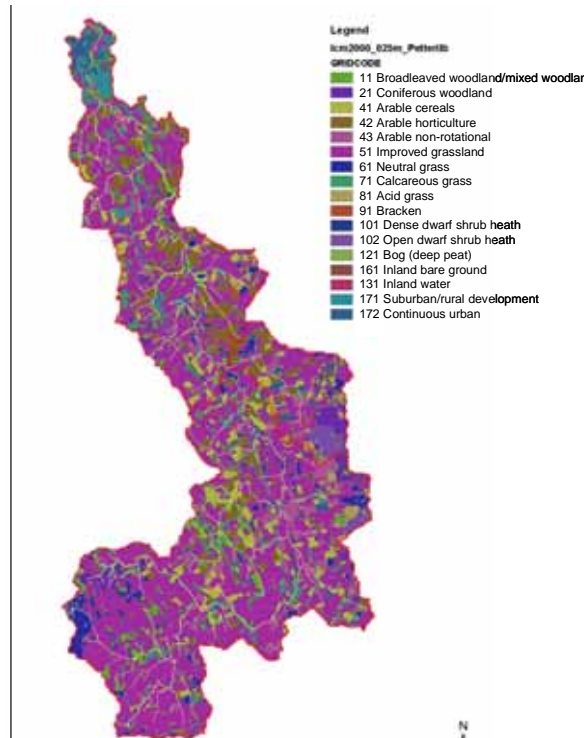 Legend
lcm2000_025m_Petterilb
GRIDCODE
11 Broadleaved woodland/mixed woodlan
21 Coniferous woodland
41 Arable cereals
42 Arable horticulture
43 Arable non-rotational
51 Improved grassland
61 Neutral grass
71 Calcareous grass
81 Acid grass
91 Bracken
101 Dense dwarf shrub heath
102 Open dwarf shrub heath
121 Bog (deep peat)
161 Inland bare ground
131 Inland water
171 Suburban/rural development
172 Continuous urban
N